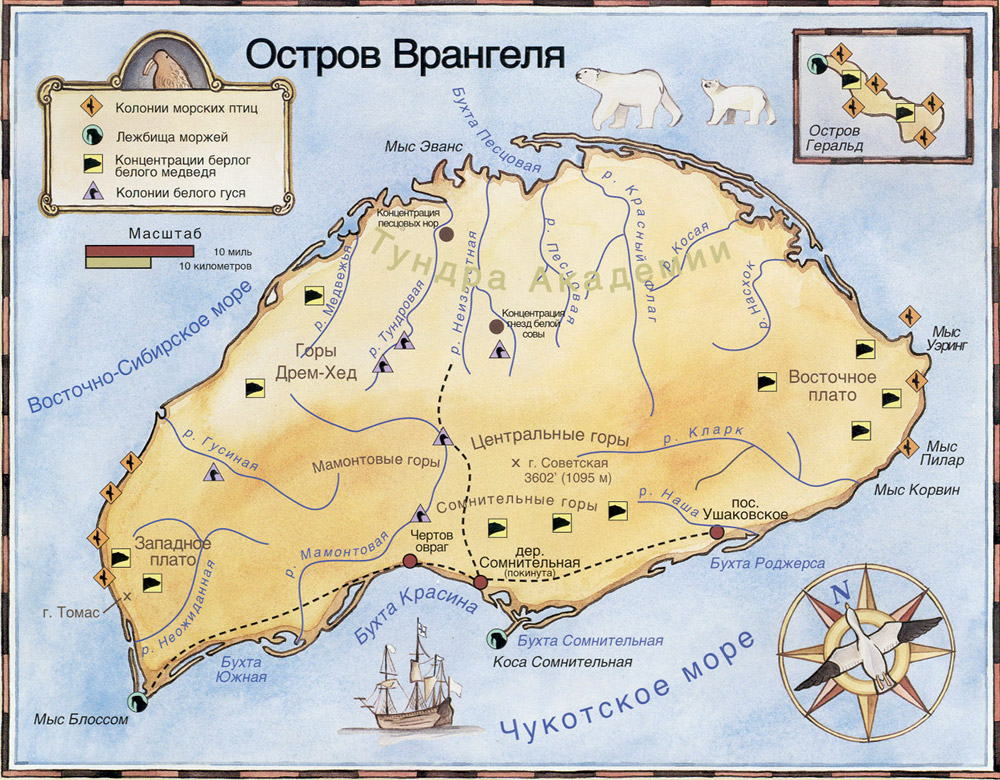 Остров Врангеля
Колонии морских птиц
Лежбища моржей
Концентрации берлог
белого медведя
Колонии белого гуся
Масштаб
10 миль
10 километров
Остров
Геральд
Бухта Песцовая
Мыс Эванс
Концентрация
песцовых нор
Тундра Академии
р. Медвежья
р. Тундровая
р. Неизвестная
р. Песцовая
р. Красный флаг
р. Косая
р. Насхок
Концентрация
гнезд белой
совы
Восточно-Сибирское море
Горы
Дрем-Хед
Мыс
Уэринг
Восточное
плато
Мыс
Пилар
Мыс Корвин
р. Гусиная
Мамонтовые горы
Центральные горы
г. Советская
3602' (1095 м)
р. Кларк
Сомнительные горы
р. Наша
пос.
Ушаковское
Западное
плато
р. Мамонтовая
Чертов
овраг
дер.
Сомнительная
(покинута)
Бухта Роджерса
г. Томас
р. Неожиданная
Бухта Красина
N
Бухта
Южная
Бухта Сомнительная
Коса Сомнительная
Мыс Блоссом
Чукотское море